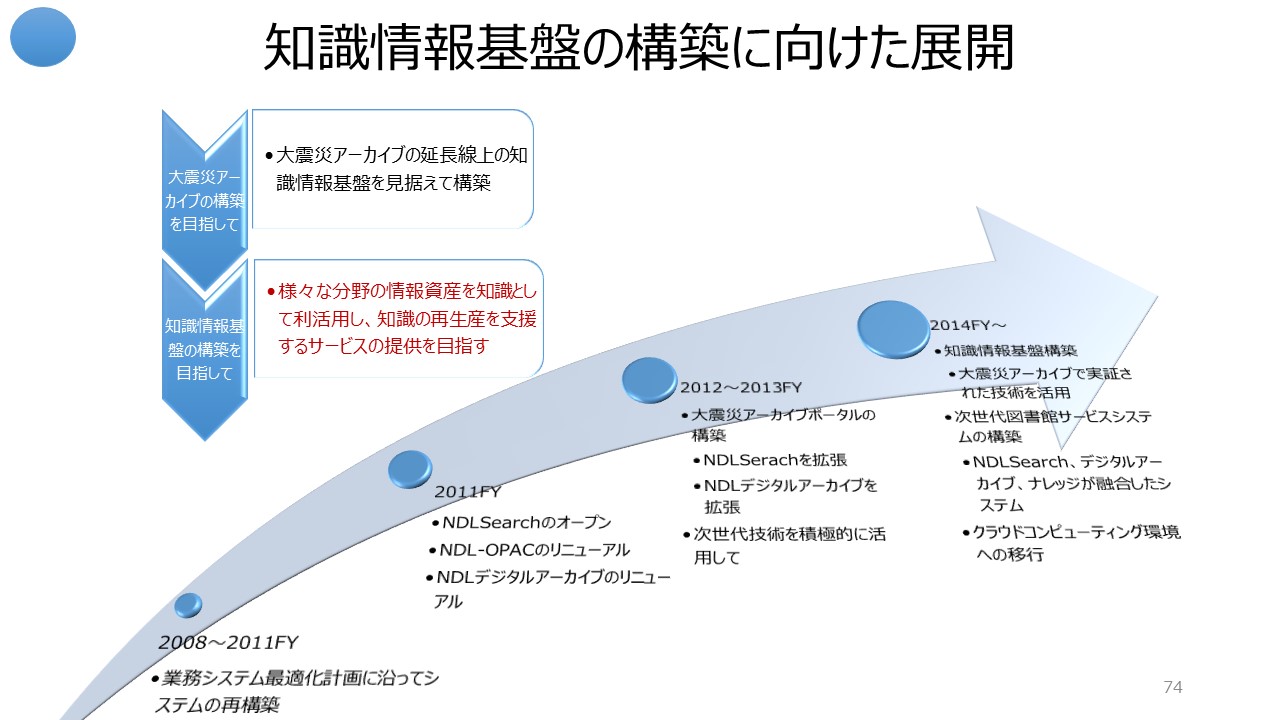 知識情報基盤の構築に向けた展開
大震災アー
カイブの構築
を目指して
•大震災アーカイブの延長線上の知
識情報基盤を見据えて構築
知識情報基
盤の構築を
目指して
•様々な分野の情報資産を知識とし
て利活用し、知識の再生産を支援
するサービスの提供を目指す
2008～2011FY
•業務システム最適化計画に沿ってシ
ステムの再構築
2011FY
•NDLSearchのオープン
•NDL-OPACのリニューアル
•NDLデジタルアーカイブのリニュー
アル
2012～2013FY
•大震災アーカイブポータルの
構築
•NDLSerachを拡張
•NDLデジタルアーカイブを
拡張
•次世代技術を積極的に活
用して
2014FY～
•知識情報基盤構築
•大震災アーカイブで実証さ
れた技術を活用
•次世代図書館サービスシステ
ムの構築
•NDLSearch、デジタルアー
カイブ、ナレッジが融合したシ
ステム
•クラウドコンピューティング環境
への移行
74